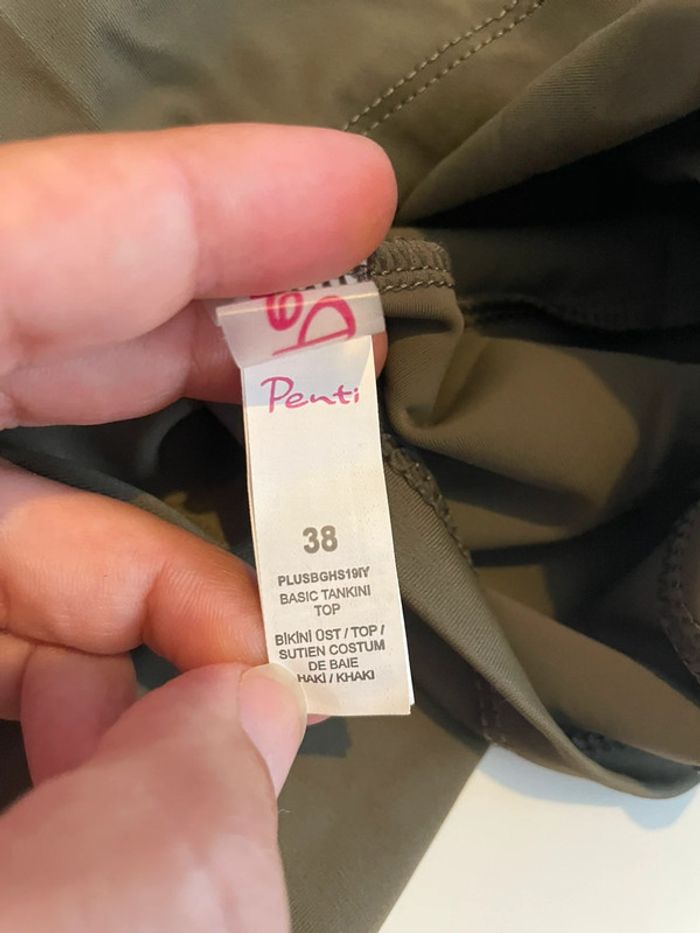 Penti
38
PLUSBGHS19IY
BASIC TANKINI
TOP
BİKİNİ ÜST / TOP /
SUTIEN COSTUM
DE BAIE
HAKİ / KHAKI